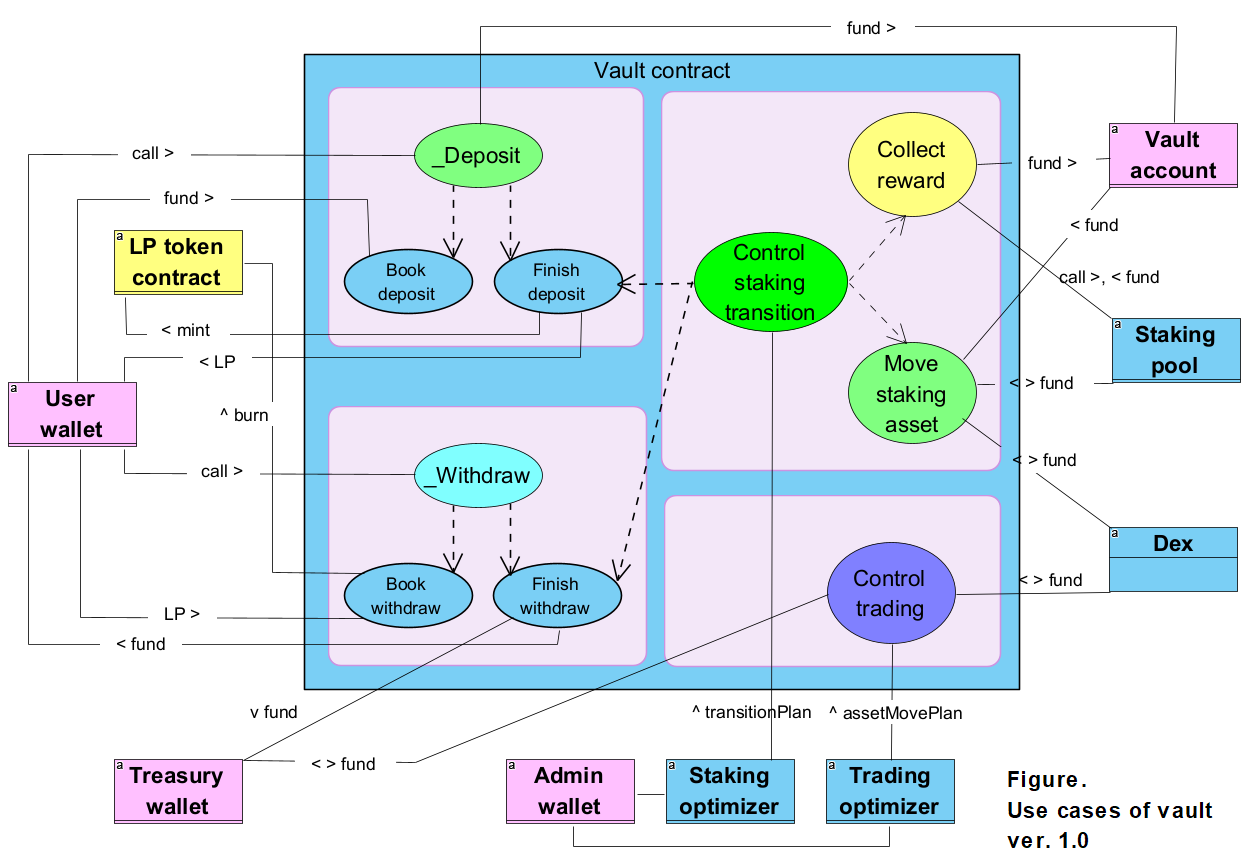 fund >
Vault contract
a
Vault
account
call >
_Deposit
Collect
reward
fund >
fund >
< fund
a
LP token
contract
Book
deposit
Finish
deposit
Control
staking
transition
call >, < fund
< mint
< LP
a
Staking
pool
a
User
wallet
Move
staking
asset
< > fund
^ burn
call >
_Withdraw
< > fund
a
Dex
Book
withdraw
Finish
withdraw
Control
trading
< > fund
LP >
< fund
v fund
^ transitionPlan
^ assetMovePlan
< > fund
a
Treasury
wallet
a
Admin
wallet
a
Staking
optimizer
a
Trading
optimizer
Figure.
Use cases of vault
ver. 1.0